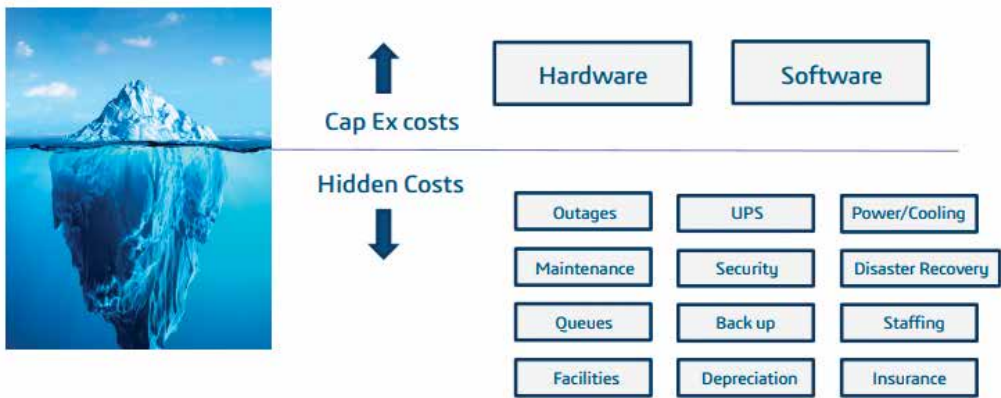 Hardware
Software
Cap Ex costs
Hidden Costs
Outages
UPS
Power/Cooling
Maintenance
Security
Disaster Recovery
Queues
Back up
Staffing
Facilities
Depreciation
Insurance